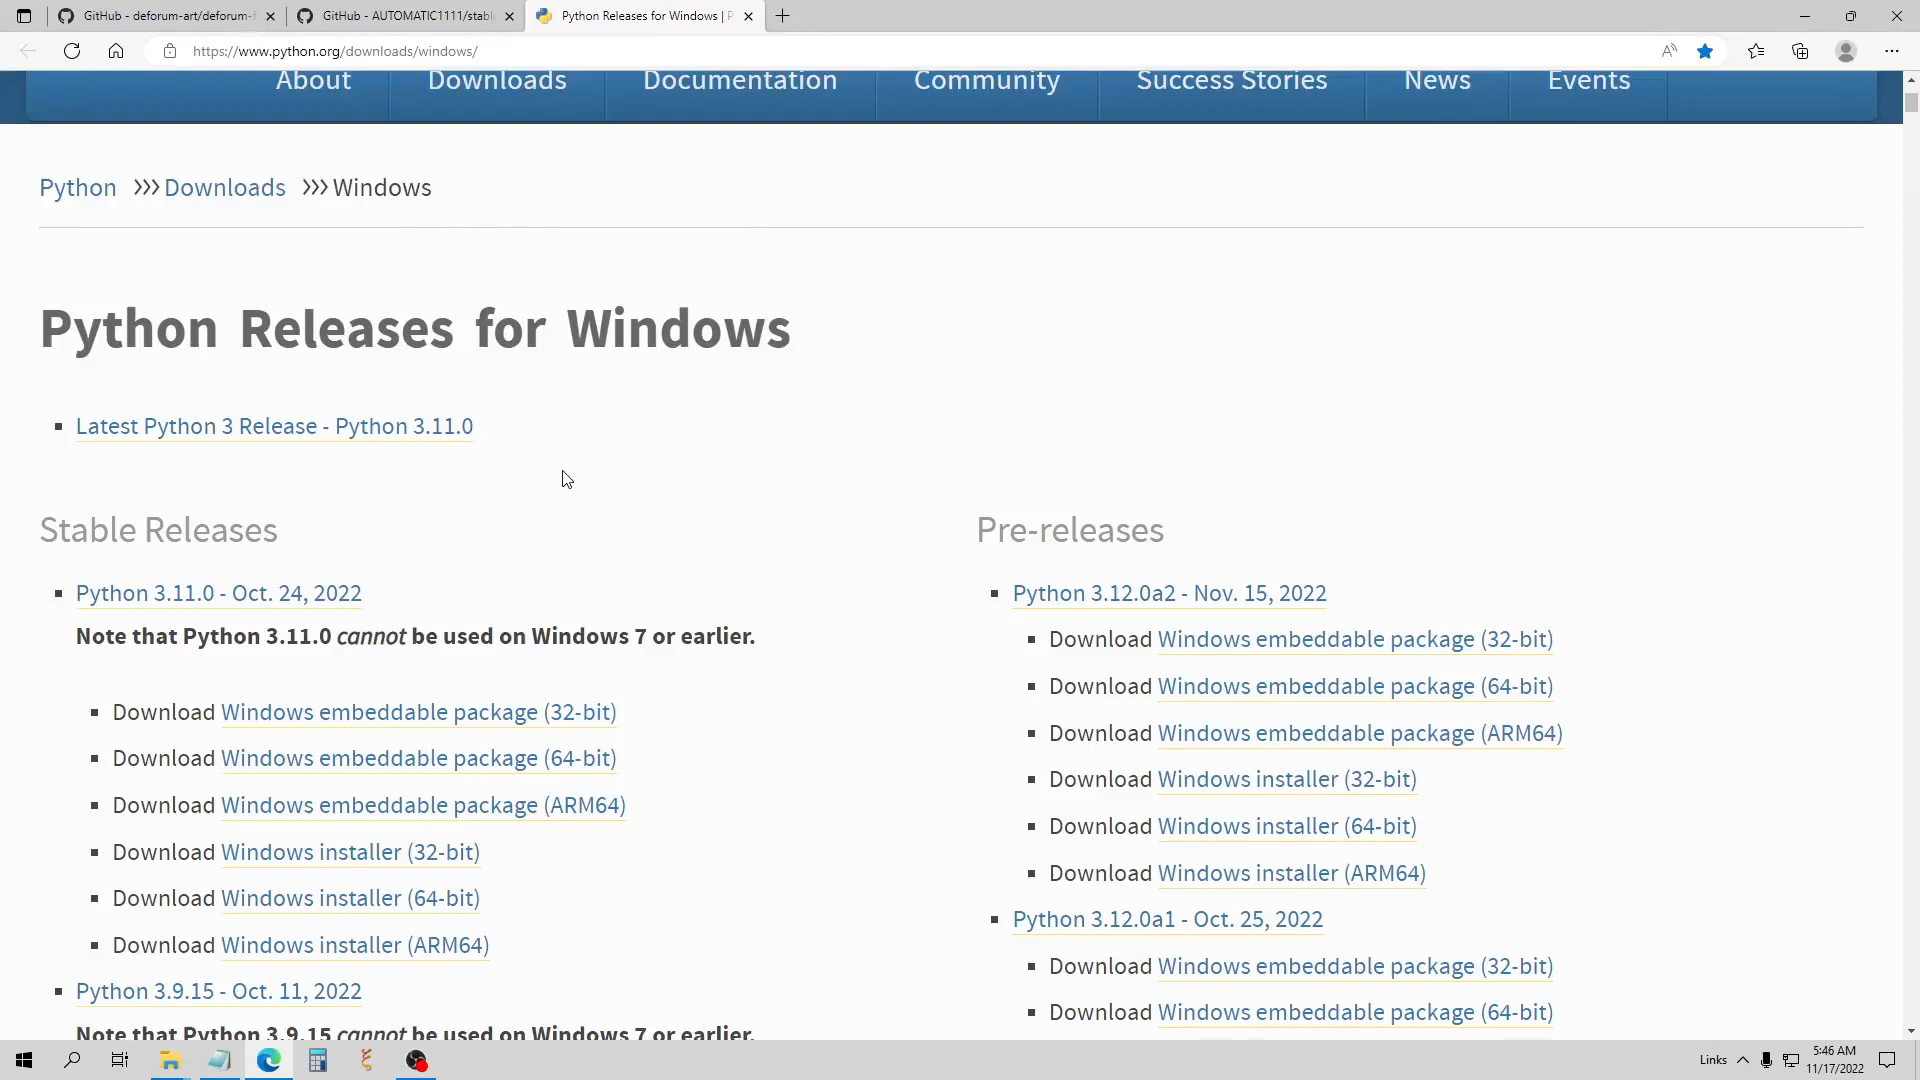 GitHub - deforum-art/deforum-f
GitHub - AUTOMATIC1111/stabl
Python Releases for Windows | P
https://www.python.org/downloads/windows/
About
Downloads
Documentation
Community
Success Stories
News
Events
Python >>> Downloads >>> Windows
Python Releases for Windows
Latest Python 3 Release - Python 3.11.0
Stable Releases
Python 3.11.0 - Oct. 24, 2022
Note that Python 3.11.0 cannot be used on Windows 7 or earlier.
Download Windows embeddable package (32-bit)
Download Windows embeddable package (64-bit)
Download Windows embeddable package (ARM64)
Download Windows installer (32-bit)
Download Windows installer (64-bit)
Download Windows installer (ARM64)
Python 3.9.15 - Oct. 11, 2022
Note that Python 3.9.15 cannot be used on Windows 7 or earlier.
Pre-releases
Python 3.12.0a2 - Nov. 15, 2022
Download Windows embeddable package (32-bit)
Download Windows embeddable package (64-bit)
Download Windows embeddable package (ARM64)
Download Windows installer (32-bit)
Download Windows installer (64-bit)
Download Windows installer (ARM64)
Python 3.12.0a1 - Oct. 25, 2022
Download Windows embeddable package (32-bit)
Download Windows embeddable package (64-bit)
Links
5:46 AM
11/17/2022